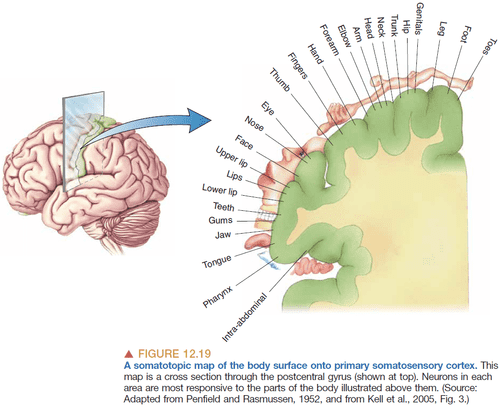 Genitals
Hip
Trunk
Neck
Head
Arm
Elbow
Forearm
Hand
Fingers
Thumb
Eye
Nose
Face
Upper lip
Lips
Lower lip
Teeth
Gums
Jaw
Tongue
Pharynx
Intra-abdominal
Leg
Foot
Toes
▲ FIGURE 12.19
A somatotopic map of the body surface onto primary somatosensory cortex. This
map is a cross section through the postcentral gyrus (shown at top). Neurons in each
area are most responsive to the parts of the body illustrated above them. (Source:
Adapted from Penfield and Rasmussen, 1952, and from Kell et al., 2005, Fig. 3.)